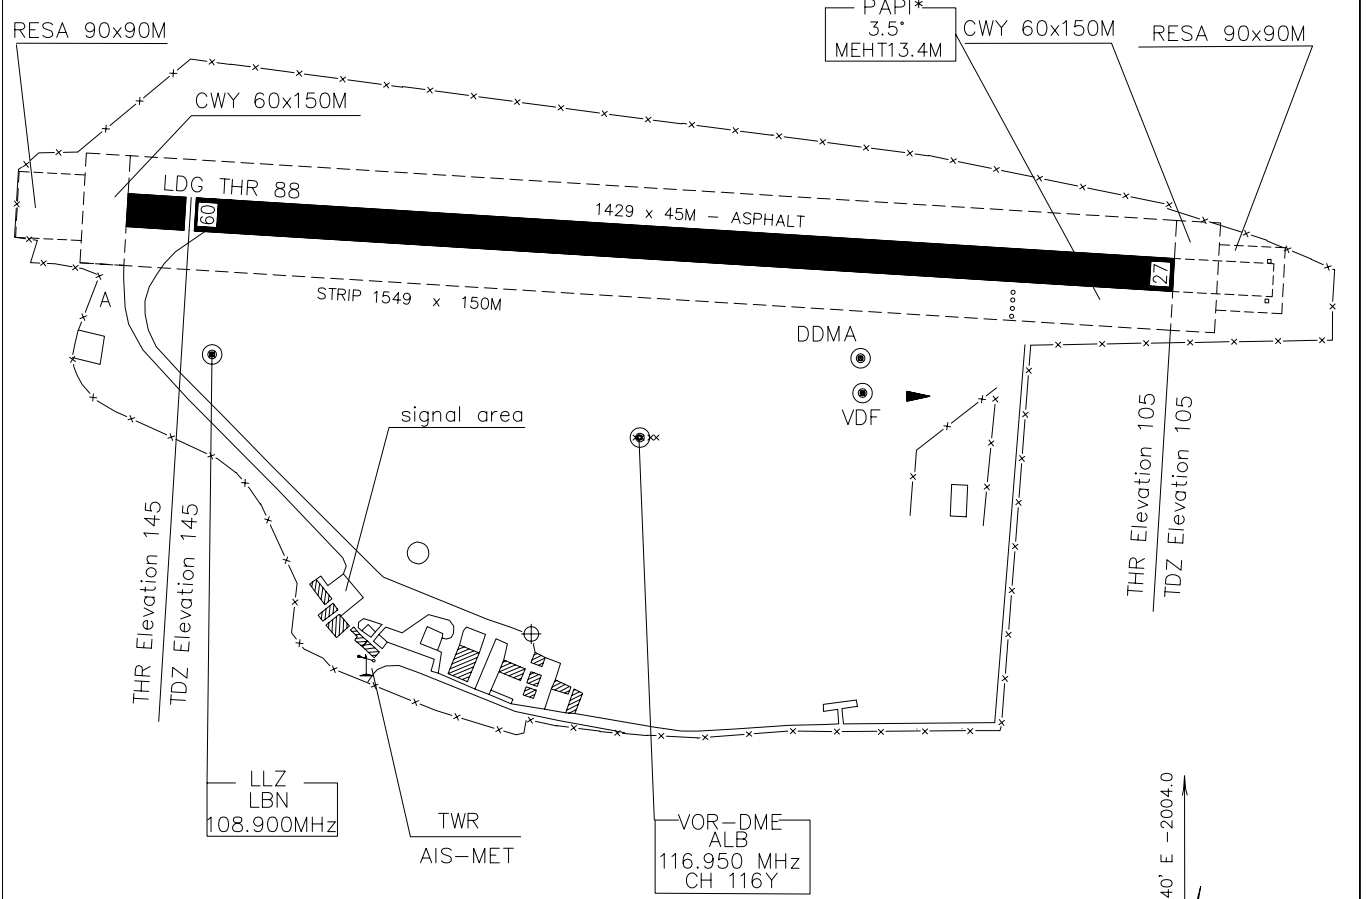 PAPI*
3.5°
MEHT13.4M
RESA 90x90M
CWY 60x150M
RESA 90x90M
CWY 60x150M
LDG THR 88
60
1429 x 45M - ASPHALT
27
STRIP 1549 x 150M
A
DDMA
VDF
signal area
THR Elevation 145
TDZ Elevation 145
THR Elevation 105
TDZ Elevation 105
LLZ
LBN
108.900MHz
TWR
AIS-MET
VOR-DME
ALB
116.950 MHz
CH 116Y
40' E -2004.0